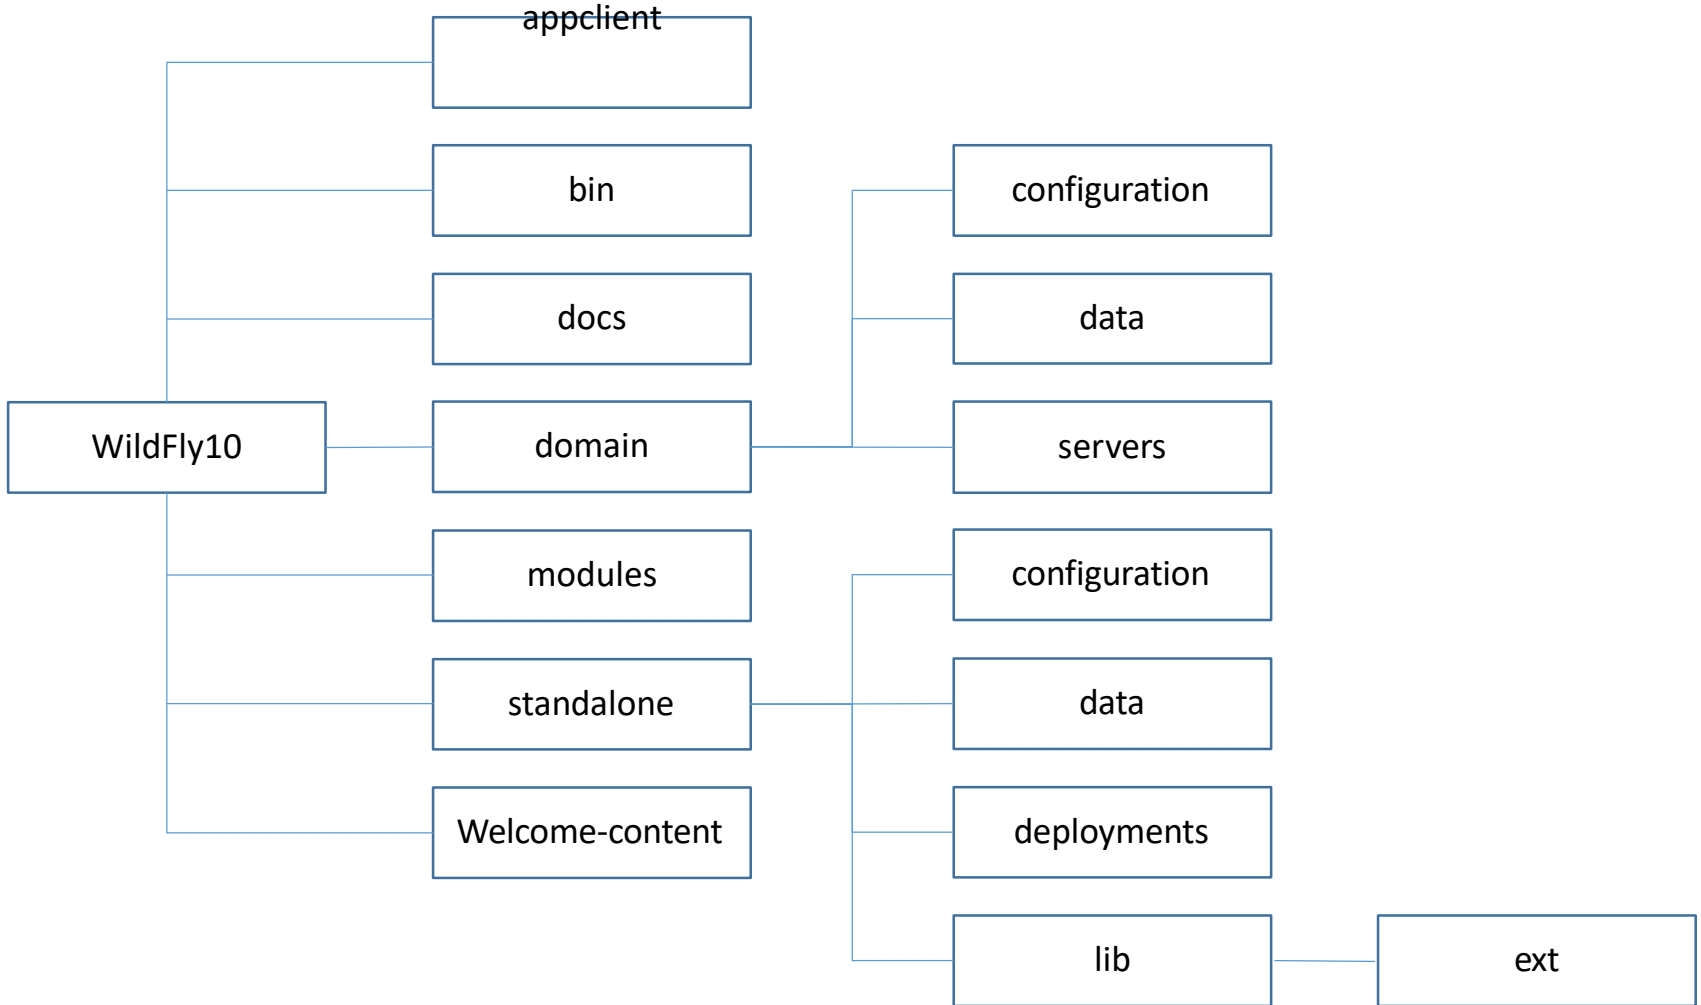 appclient
bin
configuration
docs
data
WildFly10
domain
servers
modules
configuration
standalone
data
Welcome-content
deployments
lib
ext